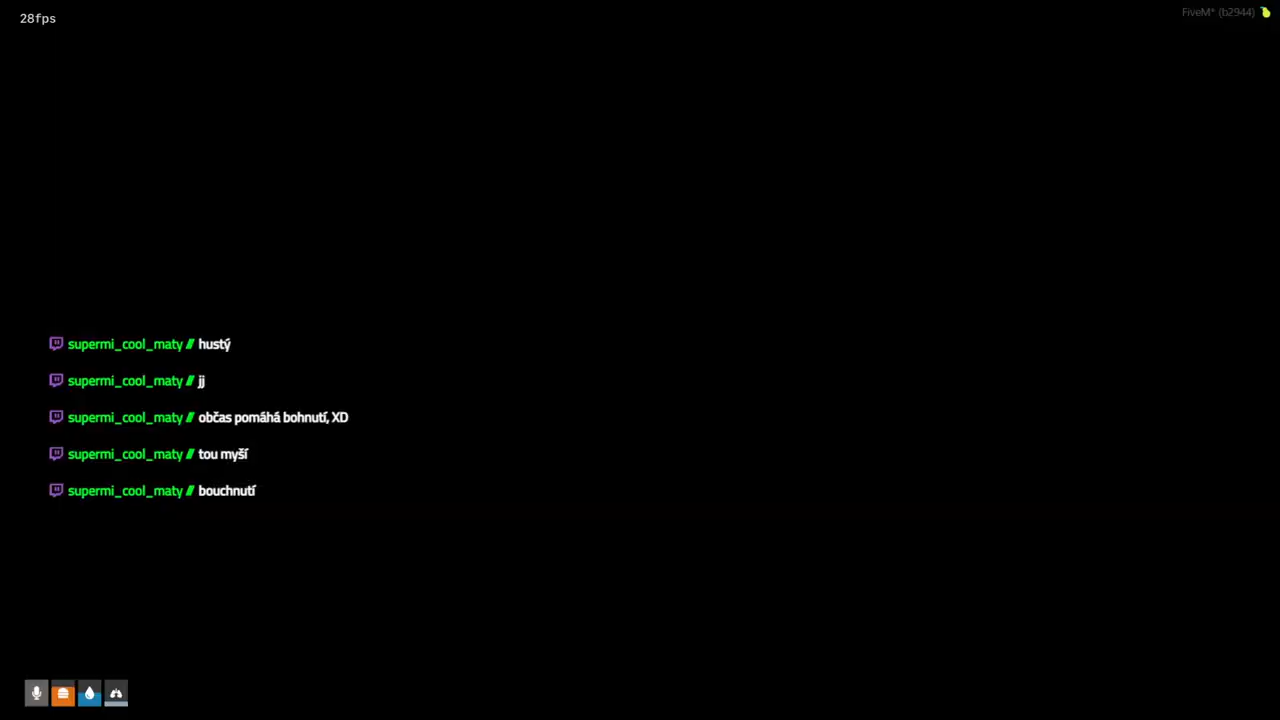 28fps
FiveM* (b2944)
supermi_cool_maty // hustý
supermi_cool_maty // jj
supermi_cool_maty // občas pomáhá bohnutí, XD
supermi_cool_maty // tou myší
supermi_cool_maty // bouchnutí